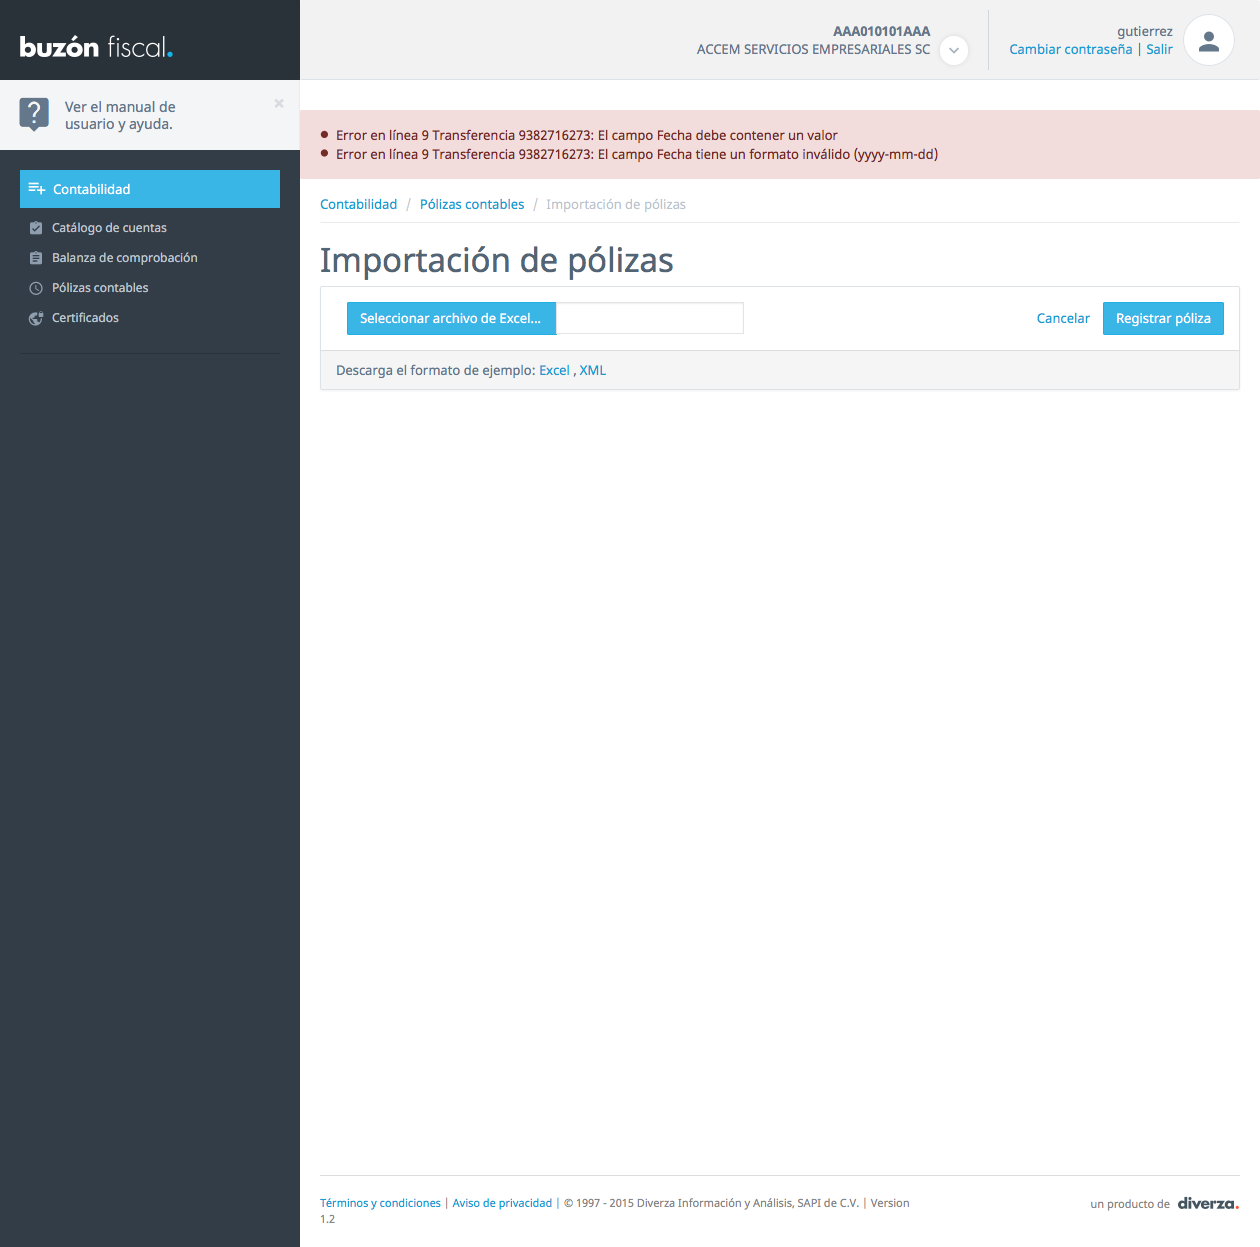 buzón fiscal.
AAA010101AAA
ACCEM SERVICIOS EMPRESARIALES SC
gutierrez
Cambiar contraseña | Salir
Ver el manual de
usuario y ayuda.
×
Contabilidad
Catálogo de cuentas
Balanza de comprobación
Pólizas contables
Certificados
• Error en línea 9 Transferencia 9382716273: El campo Fecha debe contener un valor
• Error en línea 9 Transferencia 9382716273: El campo Fecha tiene un formato inválido (yyyy-mm-dd)
Contabilidad / Pólizas contables / Importación de pólizas
Importación de pólizas
Seleccionar archivo de Excel...
Cancelar
Registrar póliza
Descarga el formato de ejemplo: Excel , XML
Términos y condiciones | Aviso de privacidad | © 1997 - 2015 Diverza Información y Análisis, SAPI de C.V. | Version
1.2
un producto de diverza.